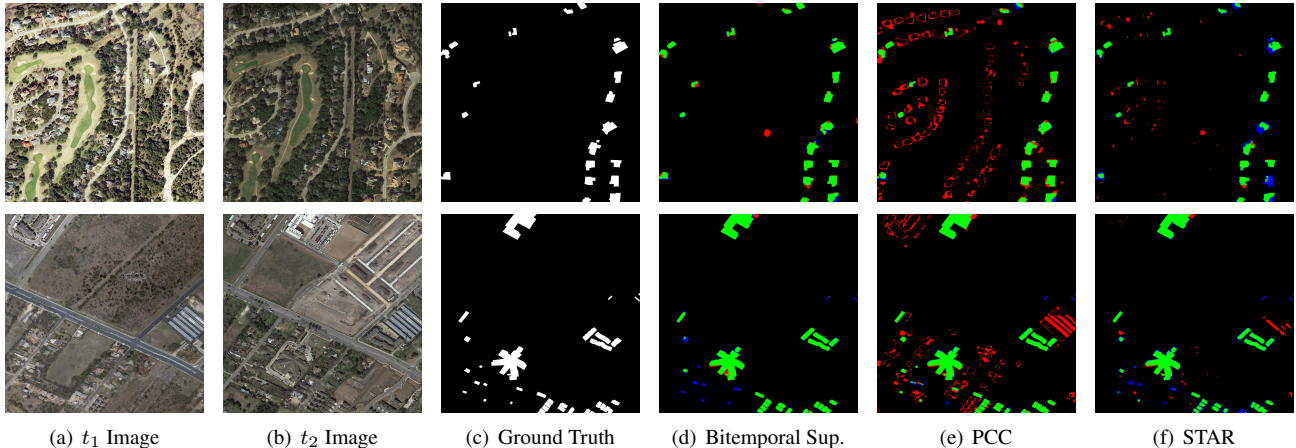 (a) t₁ Image (b) t₂ Image (c) Ground Truth (d) Bitemporal Sup. (e) PCC (f) STAR